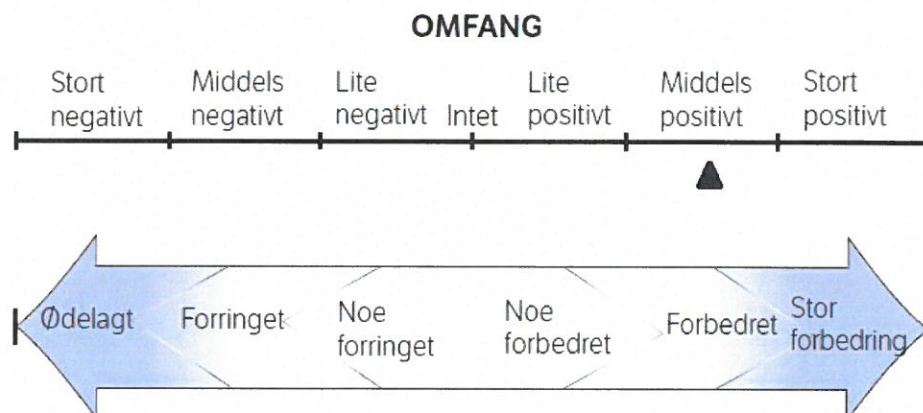 OMFANG
Stort Middels Lite Lite Middels Stort
negativt negativt negativt Intet positivt positivt positivt
Ødelagt Forringet Noe Noe Forbedret Stor
forringet forbedret forbedring